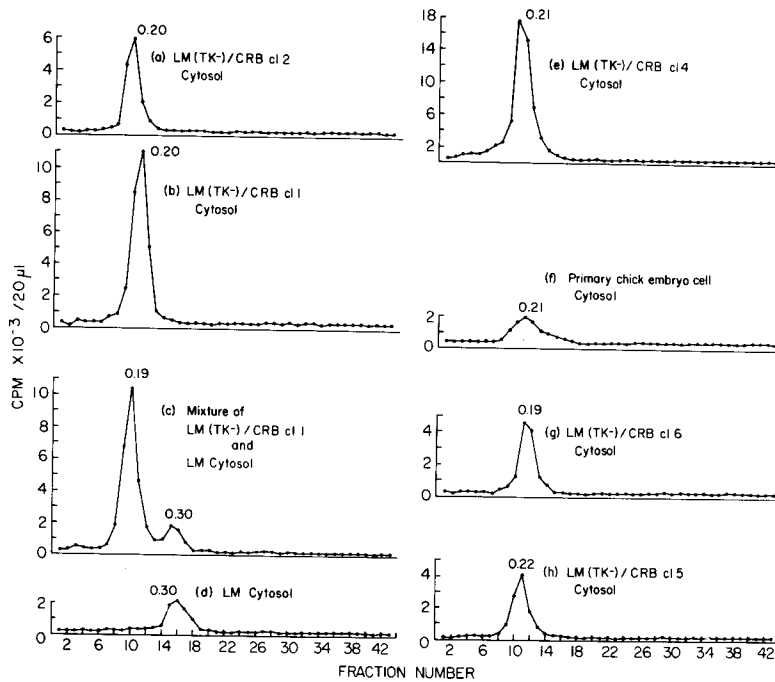 CPM X10⁻³ /20 µl
0.20
6
4
2
0
(a) LM (TK⁻)/CRB cl 2
Cytosol
0.20
10
8
6
4
2
0
(b) LM (TK⁻)/CRB cl 1
Cytosol
0.19
10
8
6
4
2
0
(c) Mixture of
LM (TK⁻)/CRB cl 1
and
LM Cytosol
0.30
2
0
0.30
(d) LM Cytosol
2 6 10 14 18 22 26 30 34 38 42
0.21
18
16
14
12
10
8
6
4
2
(e) LM (TK⁻)/CRB cl 4
Cytosol
(f) Primary chick embryo cell
Cytosol
0.21
2
0
0.19
4
2
0
(g) LM (TK⁻)/CRB cl 6
Cytosol
0.22
4
2
0
(h) LM (TK⁻)/CRB cl 5
Cytosol
2 6 10 14 18 22 26 30 34 38 42
FRACTION NUMBER